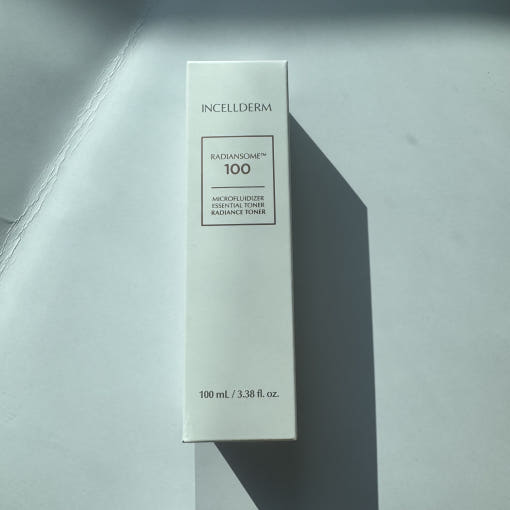 INCELLDERM
RADIANSOME™
100
MICROFLUIDIZER
ESSENTIAL TONER
RADIANCE TONER
100 mL / 3.38 fl. oz.